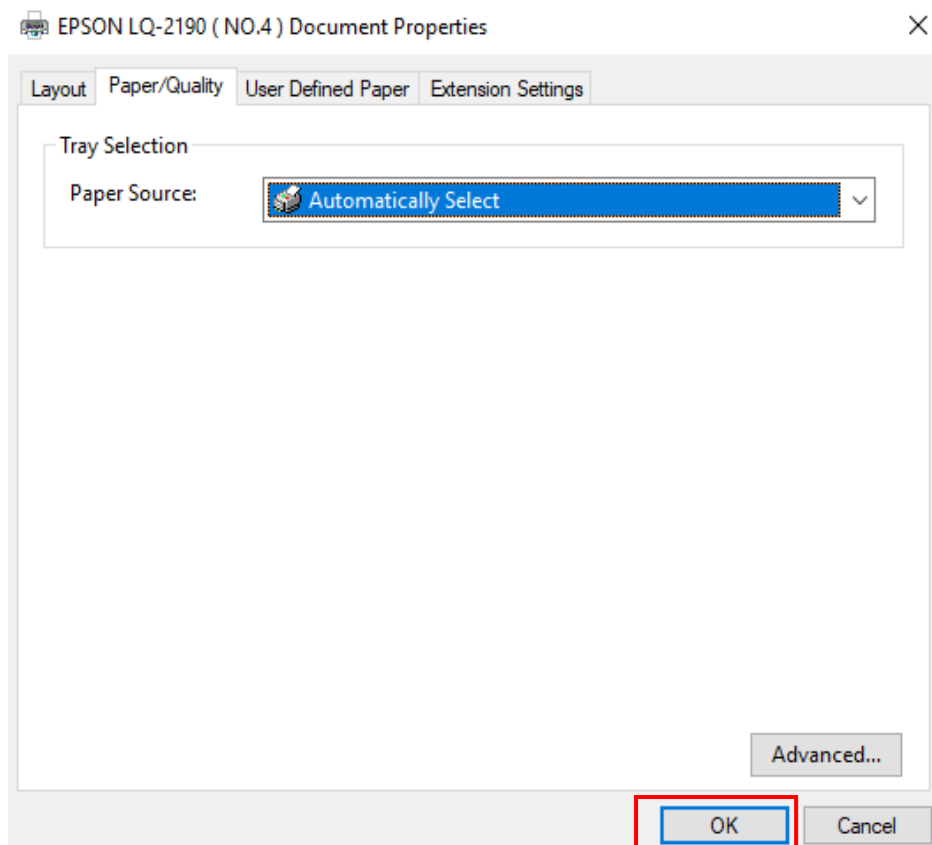 EPSON LQ-2190 ( NO.4 ) Document Properties
Layout Paper/Quality User Defined Paper Extension Settings
Tray Selection
Paper Source: Automatically Select
Advanced...
OK Cancel